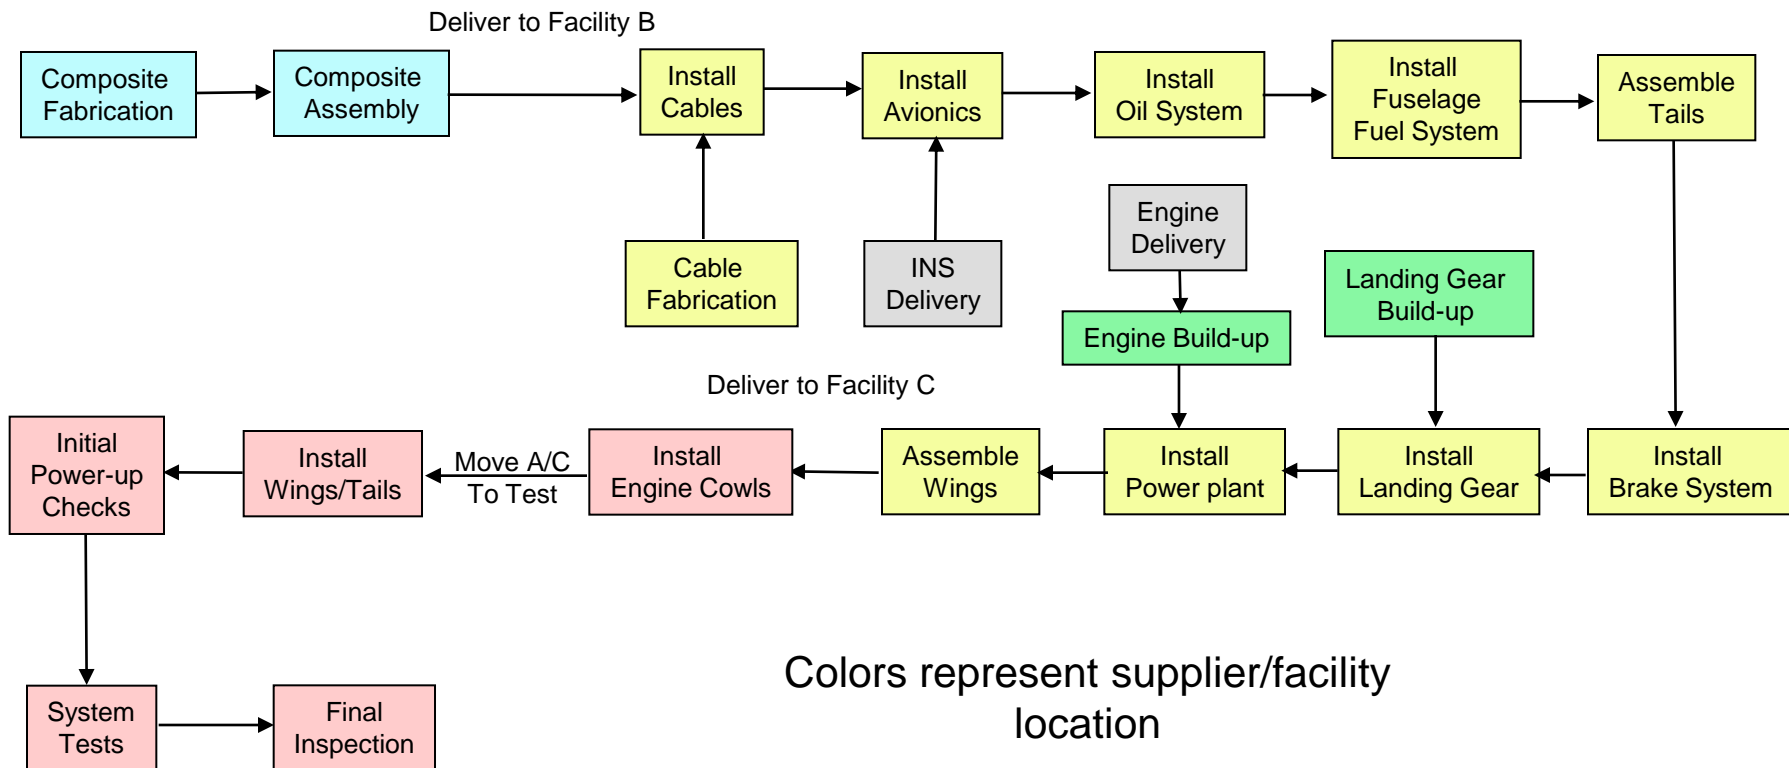 Deliver to Facility B
Composite
Fabrication
Composite
Assembly
Install
Cables
Install
Avionics
Install
Oil System
Install
Fuselage
Fuel System
Assemble
Tails
Cable
Fabrication
INS
Delivery
Engine
Delivery
Engine Build-up
Landing Gear
Build-up
Deliver to Facility C
Initial
Power-up
Checks
Install
Wings/Tails
Move A/C
To Test
Install
Engine Cowls
Assemble
Wings
Install
Power plant
Install
Landing Gear
Install
Brake System
System
Tests
Final
Inspection
Colors represent supplier/facility
location